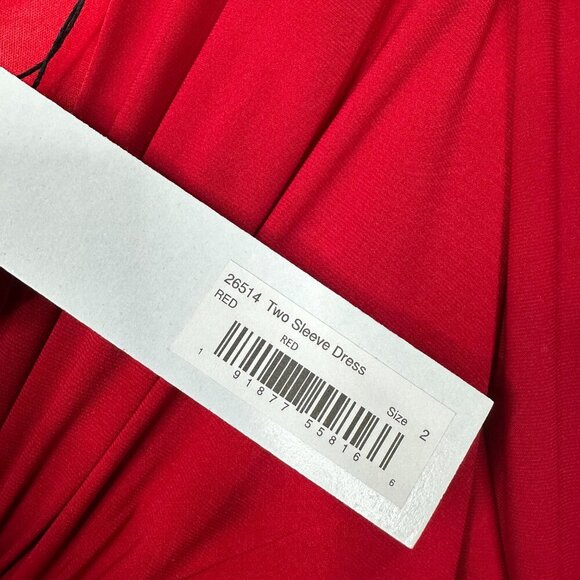 26514 Two Sleeve Dress
RED
RED
Size 2
1 91877 55816 6